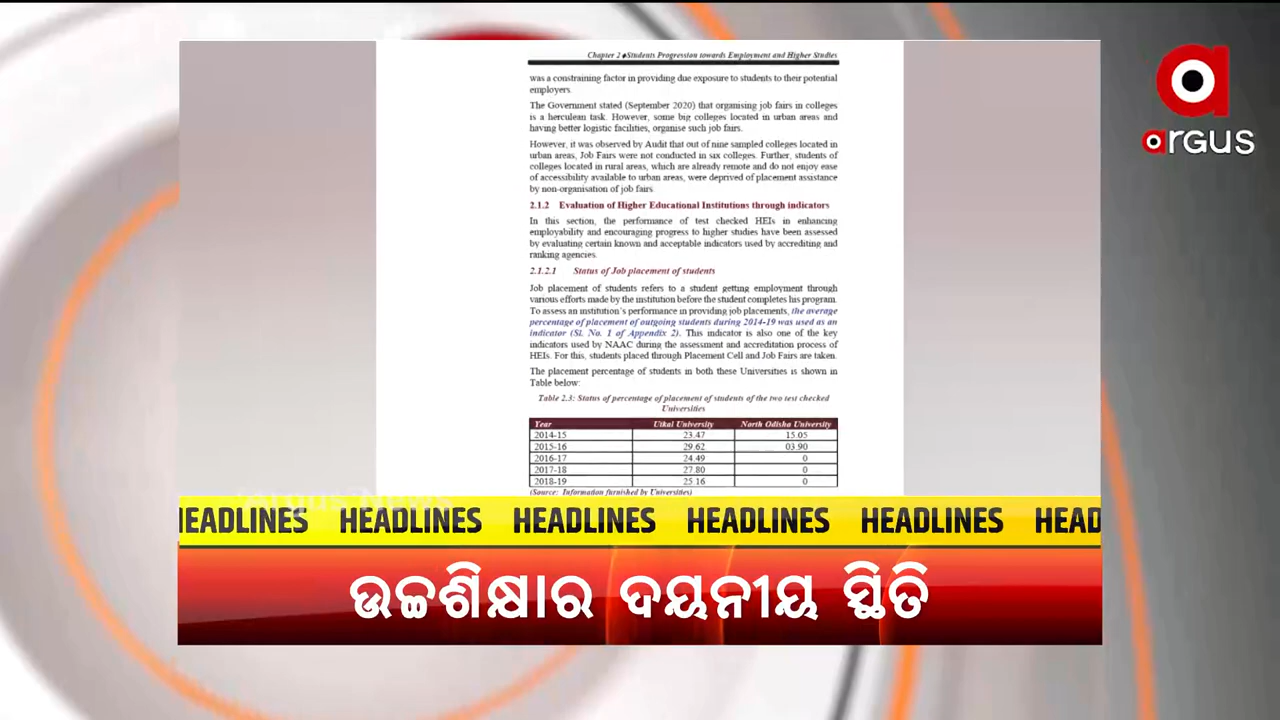 Chapter 2♦Students Progression towards Employment and Higher Studies
was a constraining factor in providing due exposure to students to their potential
employers.
The Government stated (September 2020) that organising job fairs in colleges
is a herculean task. However, some big colleges located in urban areas and
having better logistic facilities, organise such job fairs.
However, it was observed by Audit that out of nine sampled colleges located in
urban areas, Job Fairs were not conducted in six colleges. Further, students of
colleges located in rural areas, which are already remote and do not enjoy ease
of accessibility available to urban areas, were deprived of placement assistance
by non-organisation of job fairs.
2.1.2 Evaluation of Higher Educational Institutions through indicators
In this section, the performance of test checked HEIs in enhancing
employability and encouraging progress to higher studies have been assessed
by evaluating certain known and acceptable indicators used by accrediting and
ranking agencies.
2.1.2.1 Status of Job placement of students
Job placement of students refers to a student getting employment through
various efforts made by the institution before the student completes his program.
To assess an institution's performance in providing job placements, the average
percentage of placement of outgoing students during 2014-19 was used as an
indicator (Sl. No. 1 of Appendix 2). This indicator is also one of the key
indicators used by NAAC during the assessment and accreditation process of
HEIs. For this, students placed through Placement Cell and Job Fairs are taken.
The placement percentage of students in both these Universities is shown in
Table below:
Table 2.3: Status of percentage of placement of students of the two test checked
Universities
Year Utkal University North Odisha University
2014-15 23.47 15.05
2015-16 29.62 03.90
2016-17 24.49 0
2017-18 27.80 0
2018-19 25.16 0
(Source: Information furnished by Universities)
argus
Argus News
HEADLINES HEADLINES HEADLINES HEADLINES HEADLINES HEAD
ଉଚ୍ଚଶିକ୍ଷାର ଦୟନୀୟ ସ୍ଥିତି